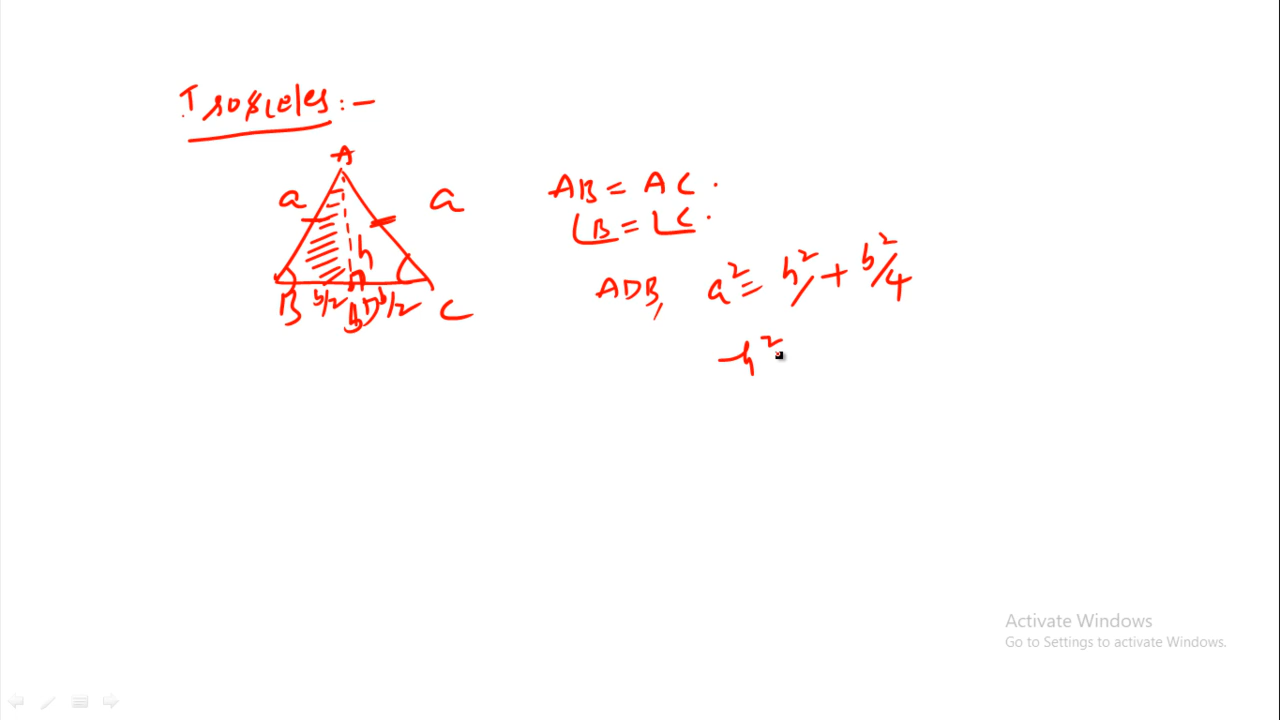 Isosceles:-
A
a a
h
B b/2 D b/2 C
AB = AC.
∟B = ∟C.
ADB, a² = h² + b²/4
h²
Activate Windows
Go to Settings to activate Windows.